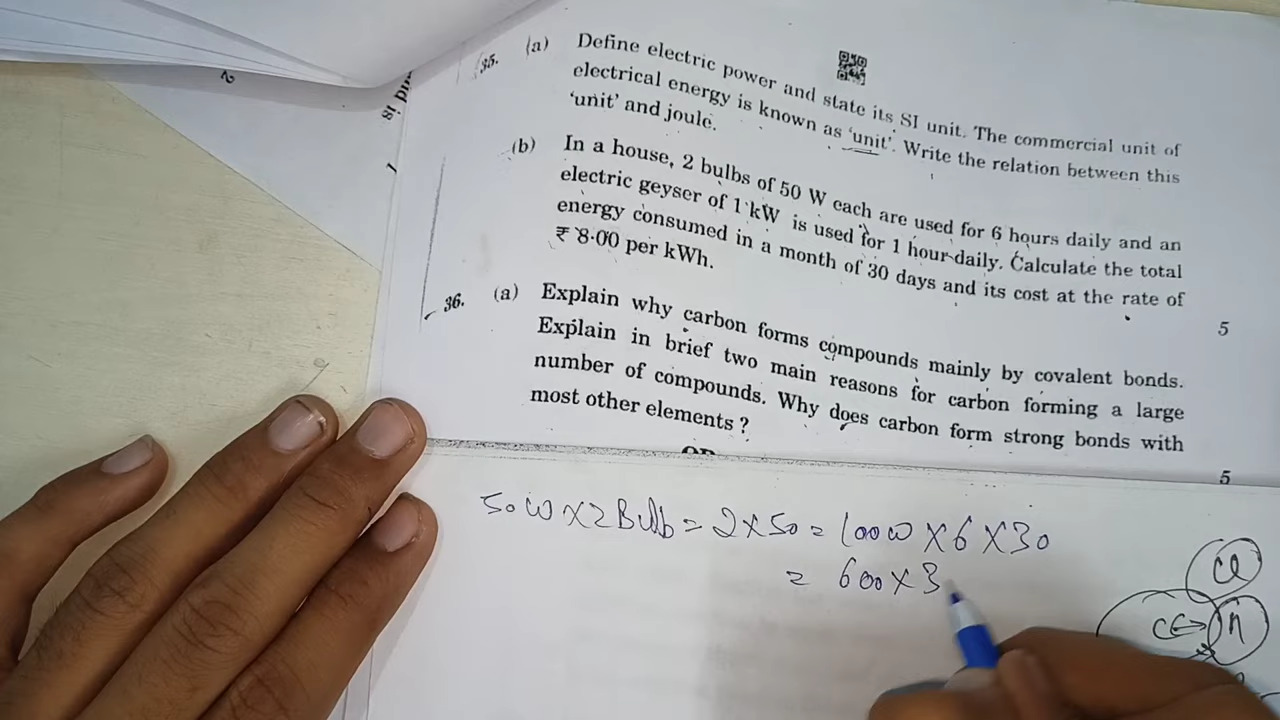 35. (a) Define electric power and state its SI unit. The commercial unit of
electrical energy is known as 'unit'. Write the relation between this
'unit' and joule.
(b) In a house, 2 bulbs of 50 W each are used for 6 hours daily and an
electric geyser of 1 kW is used for 1 hour daily. Calculate the total
energy consumed in a month of 30 days and its cost at the rate of
₹ 8·00 per kWh.
5
36. (a) Explain why carbon forms compounds mainly by covalent bonds.
Explain in brief two main reasons for carbon forming a large
number of compounds. Why does carbon form strong bonds with
most other elements ?
5
OR
50W X 2 Bulb = 2 X 50 = 100W X 6 X 30
= 600 X 3